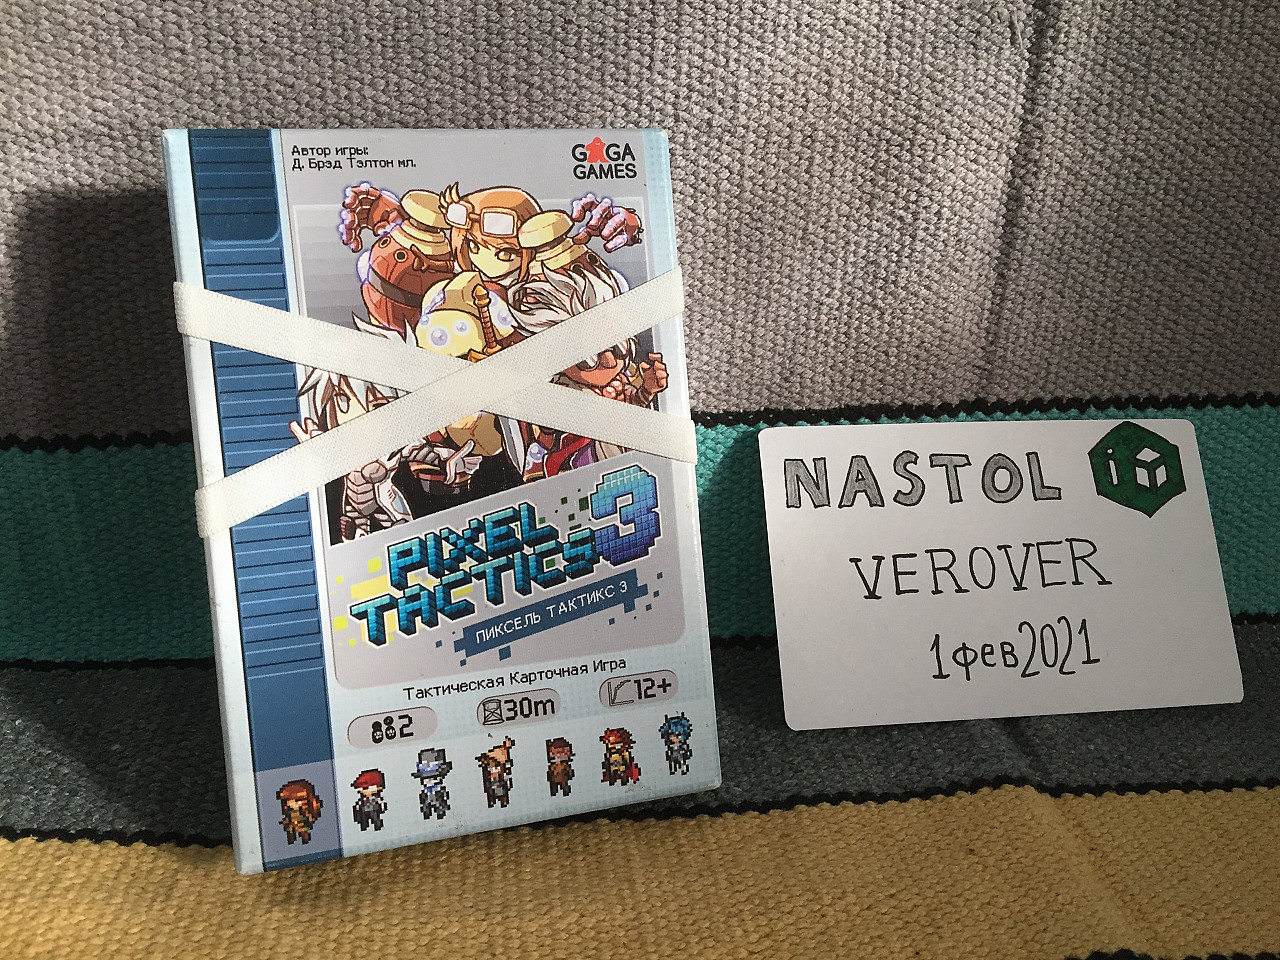 Автор игры:
Д. Брэд Тэлтон мл.
GAGA
GAMES
PIXEL
TACTICS 3
ПИКСЕЛЬ ТАКТИКС 3
Тактическая Карточная Игра
2
30m
12+
NASTOL
i
VEROVER
1фев2021